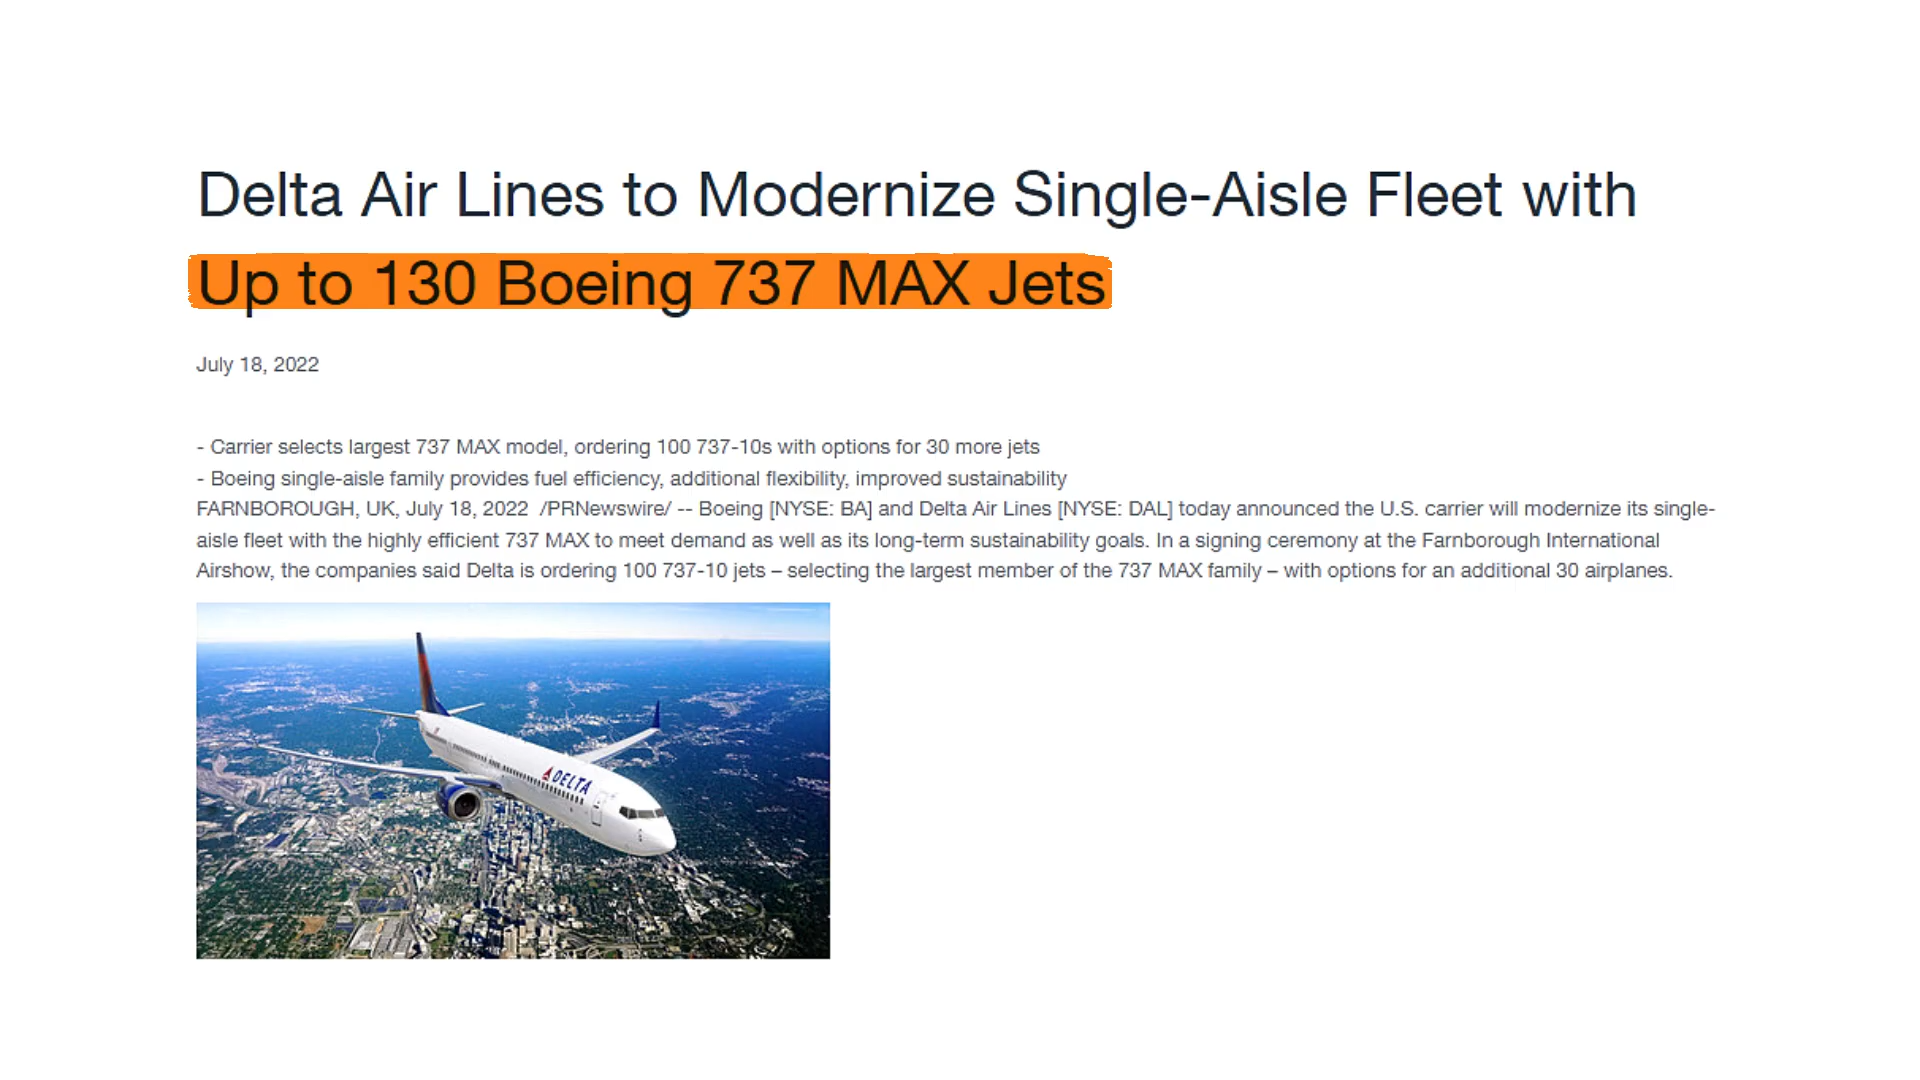 Delta Air Lines to Modernize Single-Aisle Fleet with
Up to 130 Boeing 737 MAX Jets
July 18, 2022
- Carrier selects largest 737 MAX model, ordering 100 737-10s with options for 30 more jets
- Boeing single-aisle family provides fuel efficiency, additional flexibility, improved sustainability
FARNBOROUGH, UK, July 18, 2022 /PRNewswire/ -- Boeing [NYSE: BA] and Delta Air Lines [NYSE: DAL] today announced the U.S. carrier will modernize its single-
aisle fleet with the highly efficient 737 MAX to meet demand as well as its long-term sustainability goals. In a signing ceremony at the Farnborough International
Airshow, the companies said Delta is ordering 100 737-10 jets – selecting the largest member of the 737 MAX family – with options for an additional 30 airplanes.
DELTA